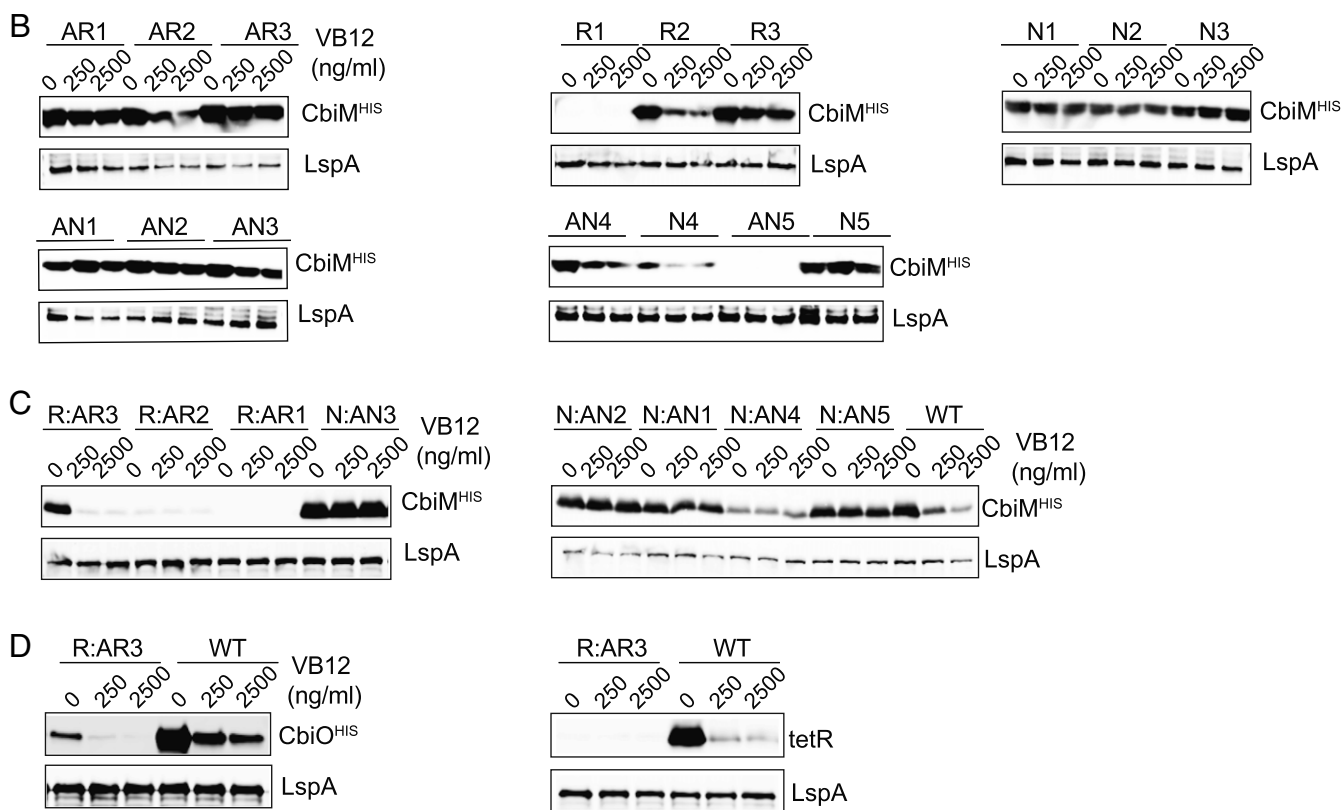 B
AR1 AR2 AR3 VB12
0 250 2500 0 250 2500 0 250 2500 (ng/ml)
CbiMHIS
LspA
R1 R2 R3
0 250 2500 0 250 2500 0 250 2500
CbiMHIS
LspA
N1 N2 N3
0 250 2500 0 250 2500 0 250 2500
CbiMHIS
LspA
AN1 AN2 AN3
CbiMHIS
LspA
AN4 N4 AN5 N5
CbiMHIS
LspA
C
R:AR3 R:AR2 R:AR1 N:AN3 VB12
0 250 2500 0 250 2500 0 250 2500 0 250 2500 (ng/ml)
CbiMHIS
LspA
N:AN2 N:AN1 N:AN4 N:AN5 WT VB12
0 250 2500 0 250 2500 0 250 2500 0 250 2500 0 250 2500 (ng/ml)
CbiMHIS
LspA
D
R:AR3 WT VB12
0 250 2500 0 250 2500 (ng/ml)
CbiOHIS
LspA
R:AR3 WT
0 250 2500 0 250 2500
tetR
LspA